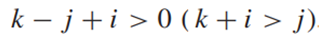 k − j + i > 0 (k + i > j)